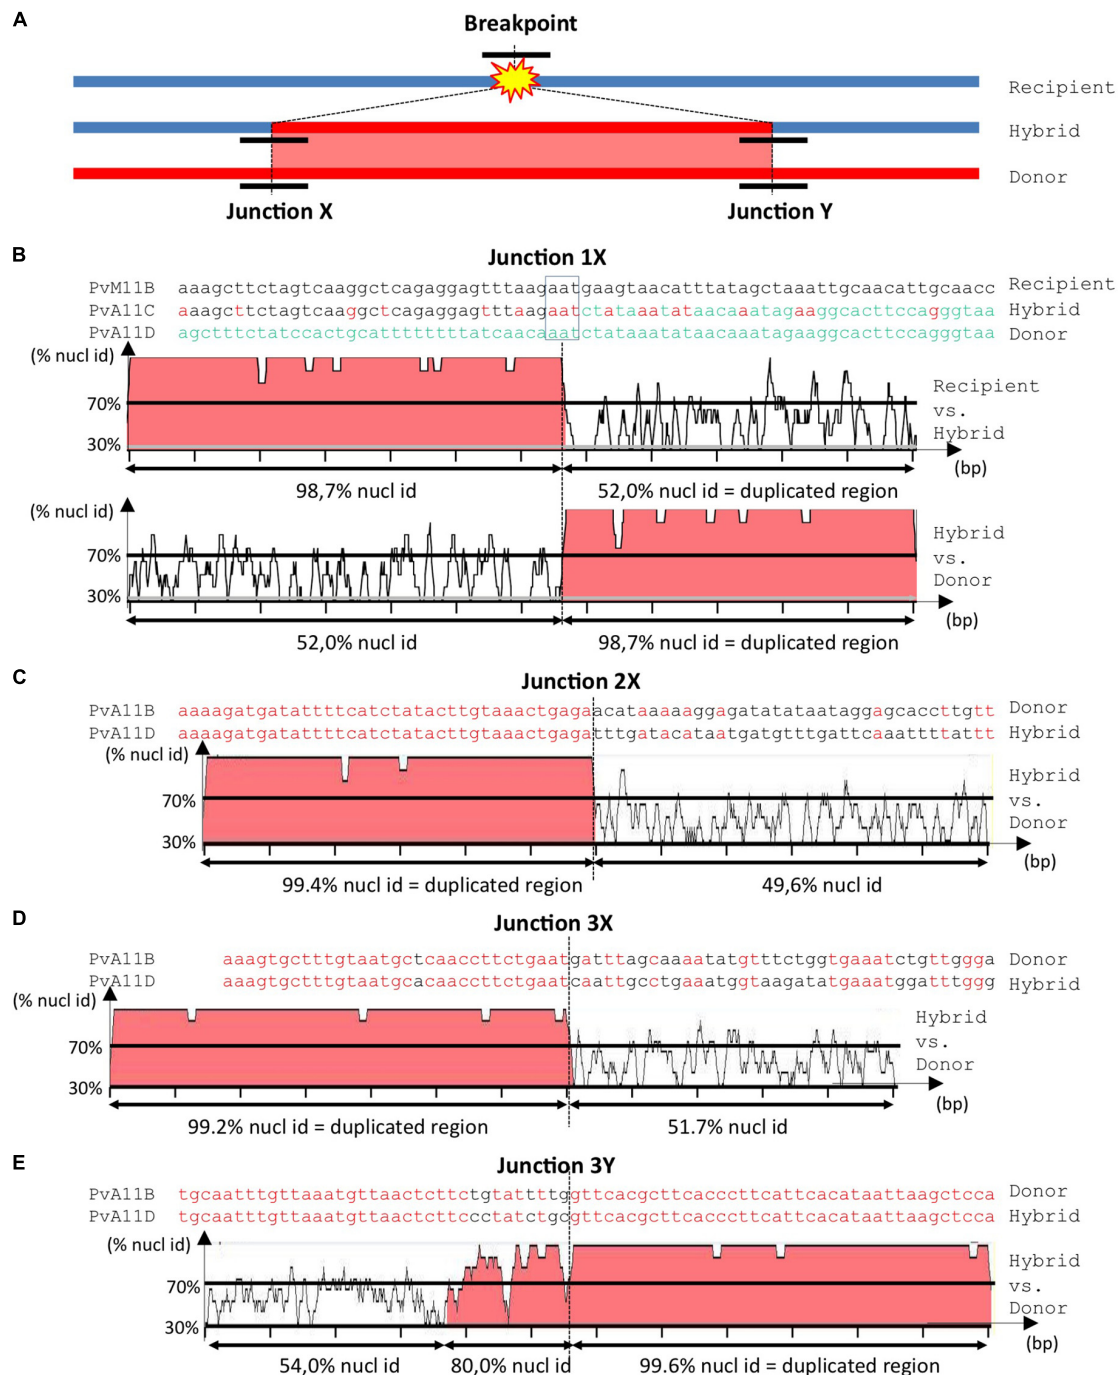 A
Breakpoint
Recipient
Hybrid
Donor
Junction X
Junction Y
B
Junction 1X
PvM11B aaagcttctagtcaaggctcagaggagtttaagaatgaagtaacatttatagctaaattgcaacattgcaacc Recipient
PvA11C aaagcttctagtcaaggctcagaggagtttaagaatctataaatataacaaatagaaggcacttccagggtaa Hybrid
PvA11D agctttctatccactgcatttttttttatcaacaaatctataaatataacaaatagaaggcacttccagggtaa Donor
(% nucl id)
70%
30%
Recipient
vs.
Hybrid
(bp)
98,7% nucl id
52,0% nucl id = duplicated region
(% nucl id)
70%
30%
Hybrid
vs.
Donor
(bp)
52,0% nucl id
98,7% nucl id = duplicated region
C
Junction 2X
PvA11B aaaagatgatattttcatctatacttgtaaactgagaacataaaaaggagatatataataggagcaccttgtt Donor
PvA11D aaaagatgatattttcatctatacttgtaaactgagatttgatacataatgatgtttgattcaaattttattt Hybrid
(% nucl id)
70%
30%
Hybrid
vs.
Donor
(bp)
99.4% nucl id = duplicated region
49,6% nucl id
D
Junction 3X
PvA11B aaagtgctttgtaatgctcaaccttctgaatgatttagcaaaatatgtttctggtgaaatctgttggga Donor
PvA11D aaagtgctttgtaatgcacaaccttctgaatcaattgcctgaaatggtaagatatgaaatggatttggg Hybrid
(% nucl id)
70%
30%
Hybrid
vs.
Donor
(bp)
99.2% nucl id = duplicated region
51.7% nucl id
E
Junction 3Y
PvA11B tgcaatttgttaaatgttaactcttctgtattttggttcacgcttcacccttcattcacataattaagctcca Donor
PvA11D tgcaatttgttaaatgttaactcttccctatctgcgttcacgcttcacccttcattcacataattaagctcca Hybrid
(% nucl id)
70%
30%
Hybrid
vs.
Donor
(bp)
54,0% nucl id
80,0% nucl id
99.6% nucl id = duplicated region